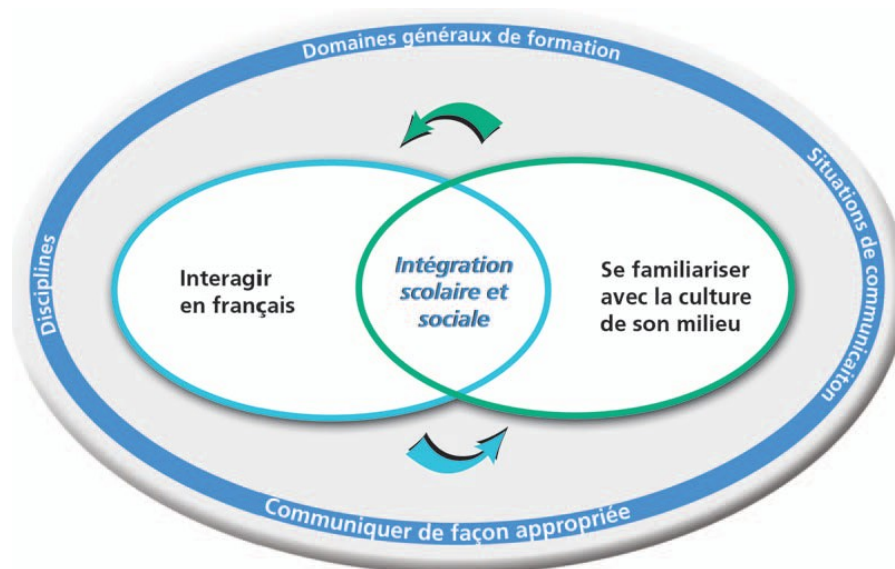 Domaines généraux de formation
Situations de communicaiton
Disciplines
Interagir
en français
Intégration
scolaire et
sociale
Se familiariser
avec la culture
de son milieu
Communiquer de façon appropriée